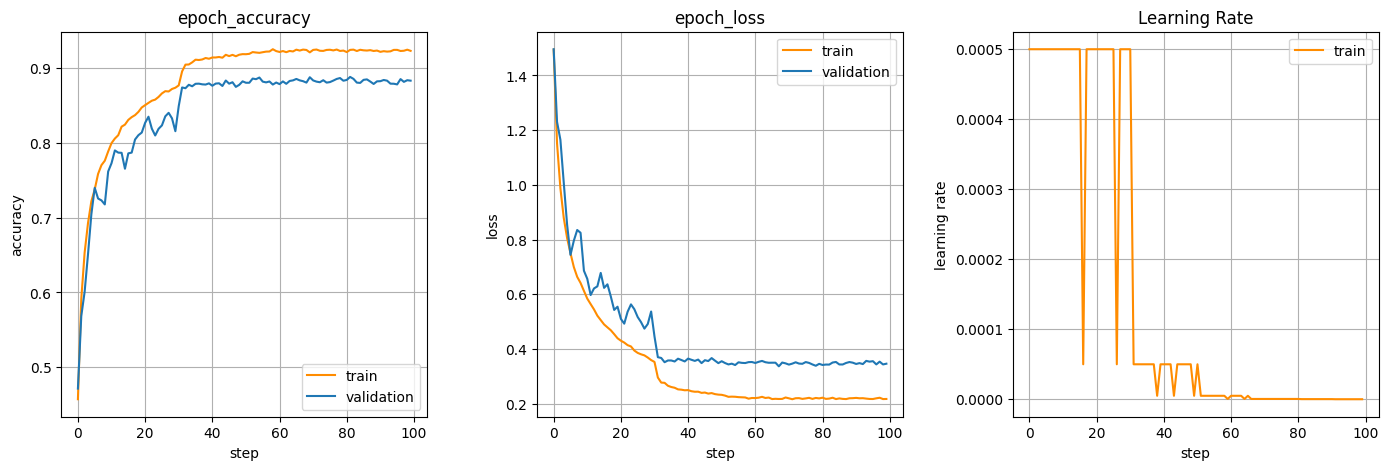 epoch_accuracy
accuracy
0.9
0.8
0.7
0.6
0.5
0
20
40
60
80
100
step
train
validation
epoch_loss
loss
1.4
1.2
1.0
0.8
0.6
0.4
0.2
0
20
40
60
80
100
step
train
validation
Learning Rate
learning rate
0.0005
0.0004
0.0003
0.0002
0.0001
0.0000
0
20
40
60
80
100
step
train